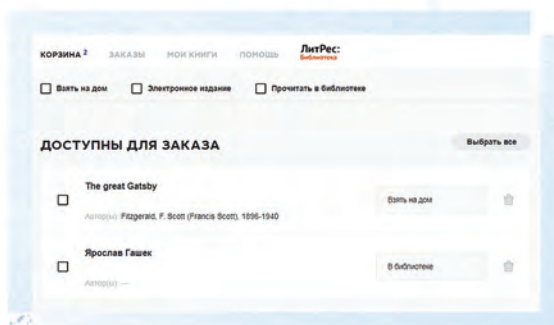 КОРЗИНА 2 ЗАКАЗЫ МОИ КНИГИ ПОМОЩЬ ЛитРес: Библиотека
Взять на дом Электронное издание Прочитать в библиотеке
ДОСТУПНЫ ДЛЯ ЗАКАЗА Выбрать все
The great Gatsby
Взять на дом
Автор(ы): Fitzgerald, F. Scott (Francis Scott), 1896-1940
Ярослав Гашек
В библиотеке
Автор(ы): —